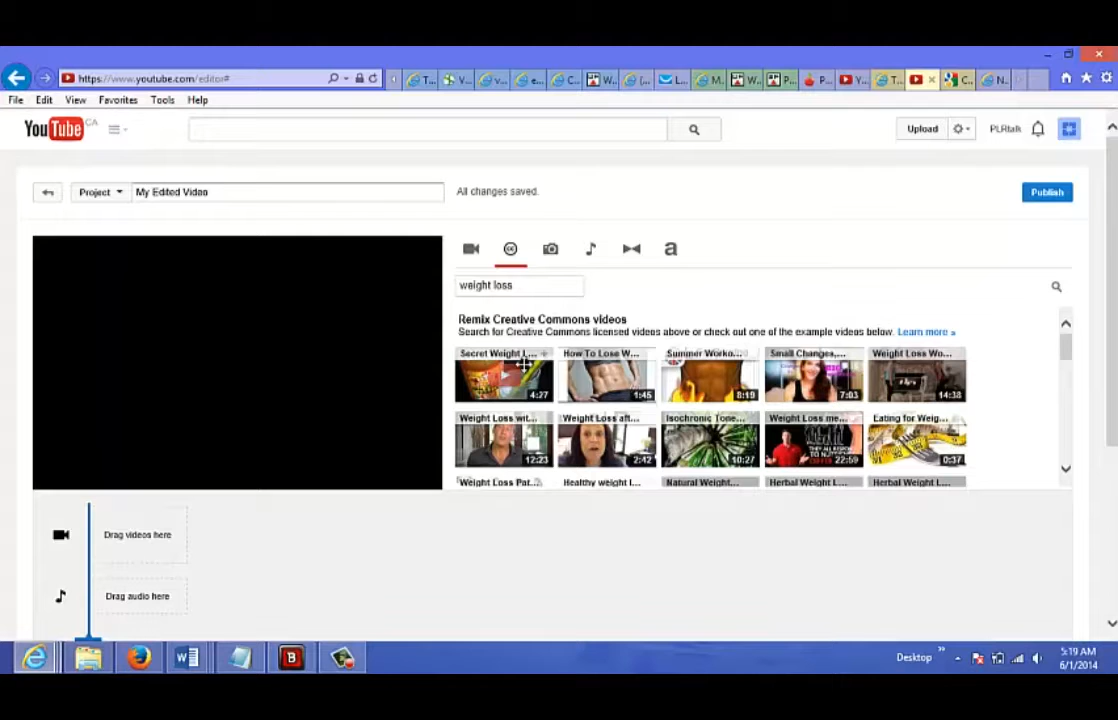 https://www.youtube.com/editor#
T...
V...
v...
e...
C...
W...
(...
L...
M...
W...
P...
P...
Y...
T...
C...
N...
File Edit View Favorites Tools Help
YouTube CA
Upload
PLRtalk
Project
My Edited Video
All changes saved.
Publish
a
weight loss
Remix Creative Commons videos
Search for Creative Commons licensed videos above or check out one of the example videos below. Learn more »
Secret Weight L... How To Lose W... Summer Worko... Small Changes,... Weight Loss Wo...
4:27 1:45 8:19 7:03 14:38
Weight Loss wit... Weight Loss aft... Isochronic Tone... Weight Loss me... Eating for Weig...
12:23 2:42 10:27 22:59 0:37
Weight Loss Pat... Healthy weight l... Natural Weight... Herbal Weight L... Herbal Weight L...
Drag videos here
Drag audio here
B
Desktop
5:19 AM
6/1/2014